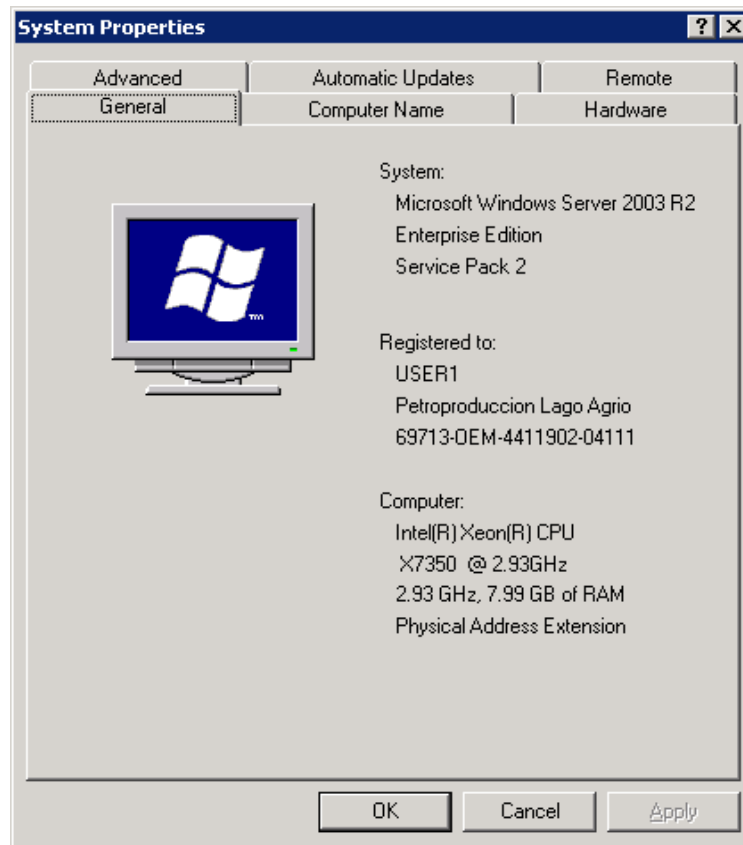 System Properties
Advanced Automatic Updates Remote
General Computer Name Hardware
System:
Microsoft Windows Server 2003 R2
Enterprise Edition
Service Pack 2
Registered to:
USER1
Petroproduccion Lago Agrio
69713-OEM-4411902-04111
Computer:
Intel(R) Xeon(R) CPU
X7350 @ 2.93GHz
2.93 GHz, 7.99 GB of RAM
Physical Address Extension
TM
OK Cancel Apply